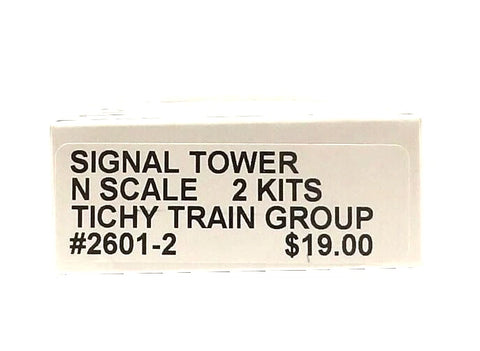 SIGNAL TOWER
N SCALE 2 KITS
TICHY TRAIN GROUP
#2601-2 $19.00